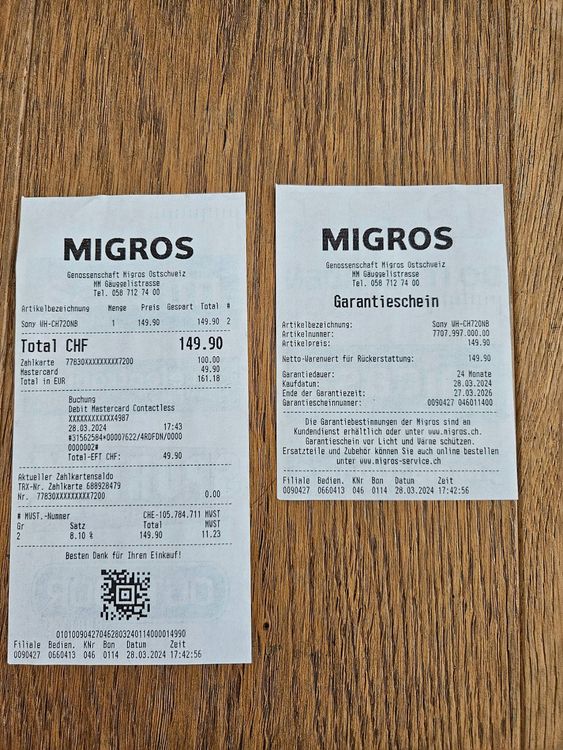 MIGROS
Genossenschaft Migros Ostschweiz
MM Gäuggelistrasse
Tel. 058 712 74 00
Artikelbezeichnung Menge Preis Gespart Total #
Sony WH-CH720NB 1 149.90 149.90 2
Total CHF 149.90
Zahlkarte 77830XXXXXXXXX7200 100.00
Mastercard 49.90
Total in EUR 161.18
Buchung
Debit Mastercard Contactless
XXXXXXXXXXXX4987
28.03.2024 17:43
#31562584*00007622/4RDFDN/0000
0000002#
Total-EFT CHF: 49.90
Aktueller Zahlkartensaldo
TRX-Nr. Zahlkarte 688928479
Nr. 77830XXXXXXXXX7200 0.00
# MWST.-Nummer CHE-105.784.711 MWST
Gr Satz Total MWST
2 8.10 % 149.90 11.23
Besten Dank für Ihren Einkauf!
0101009042704628032401140000014990
Filiale Bedien. KNr Bon Datum Zeit
0090427 0660413 046 0114 28.03.2024 17:42:56
MIGROS
Genossenschaft Migros Ostschweiz
MM Gäuggelistrasse
Tel. 058 712 74 00
Garantieschein
Artikelbezeichnung: Sony WH-CH720NB
Artikelnummer: 7707.997.000.00
Artikelpreis: 149.90
Netto-Warenwert für Rückerstattung: 149.90
Garantiedauer: 24 Monate
Kaufdatum: 28.03.2024
Ende der Garantiezeit: 27.03.2026
Garantiescheinnummer: 0090427 046011400
Die Garantiebestimmungen der Migros sind am
Kundendienst erhältlich oder unter www.migros.ch.
Garantieschein vor Licht und Wärme schützen.
Ersatzteile und Zubehör können Sie auch online bestellen
unter www.migros-service.ch
Filiale Bedien. KNr Bon Datum Zeit
0090427 0660413 046 0114 28.03.2024 17:42:56